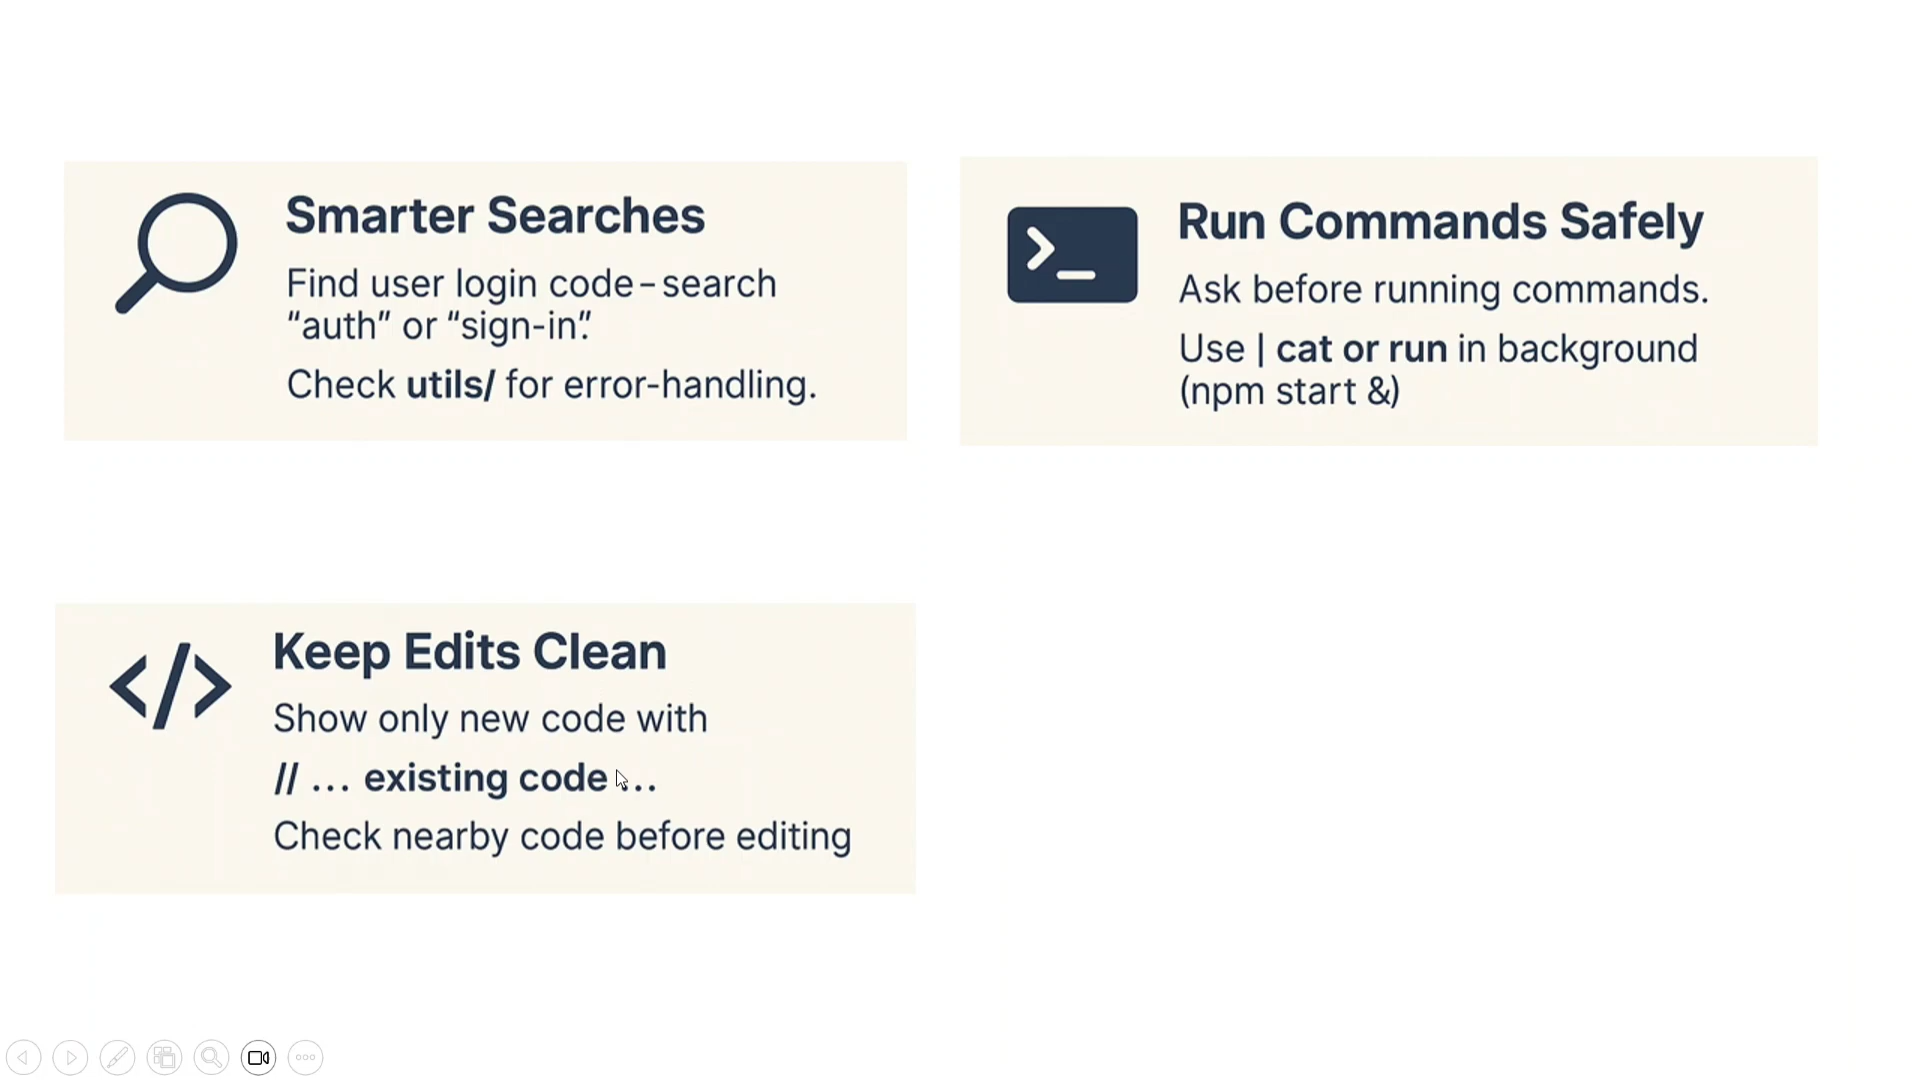 Smarter Searches
Find user login code – search
“auth” or “sign-in”.
Check utils/ for error-handling.
Run Commands Safely
Ask before running commands.
Use | cat or run in background
(npm start &)
Keep Edits Clean
Show only new code with
// ... existing code ...
Check nearby code before editing